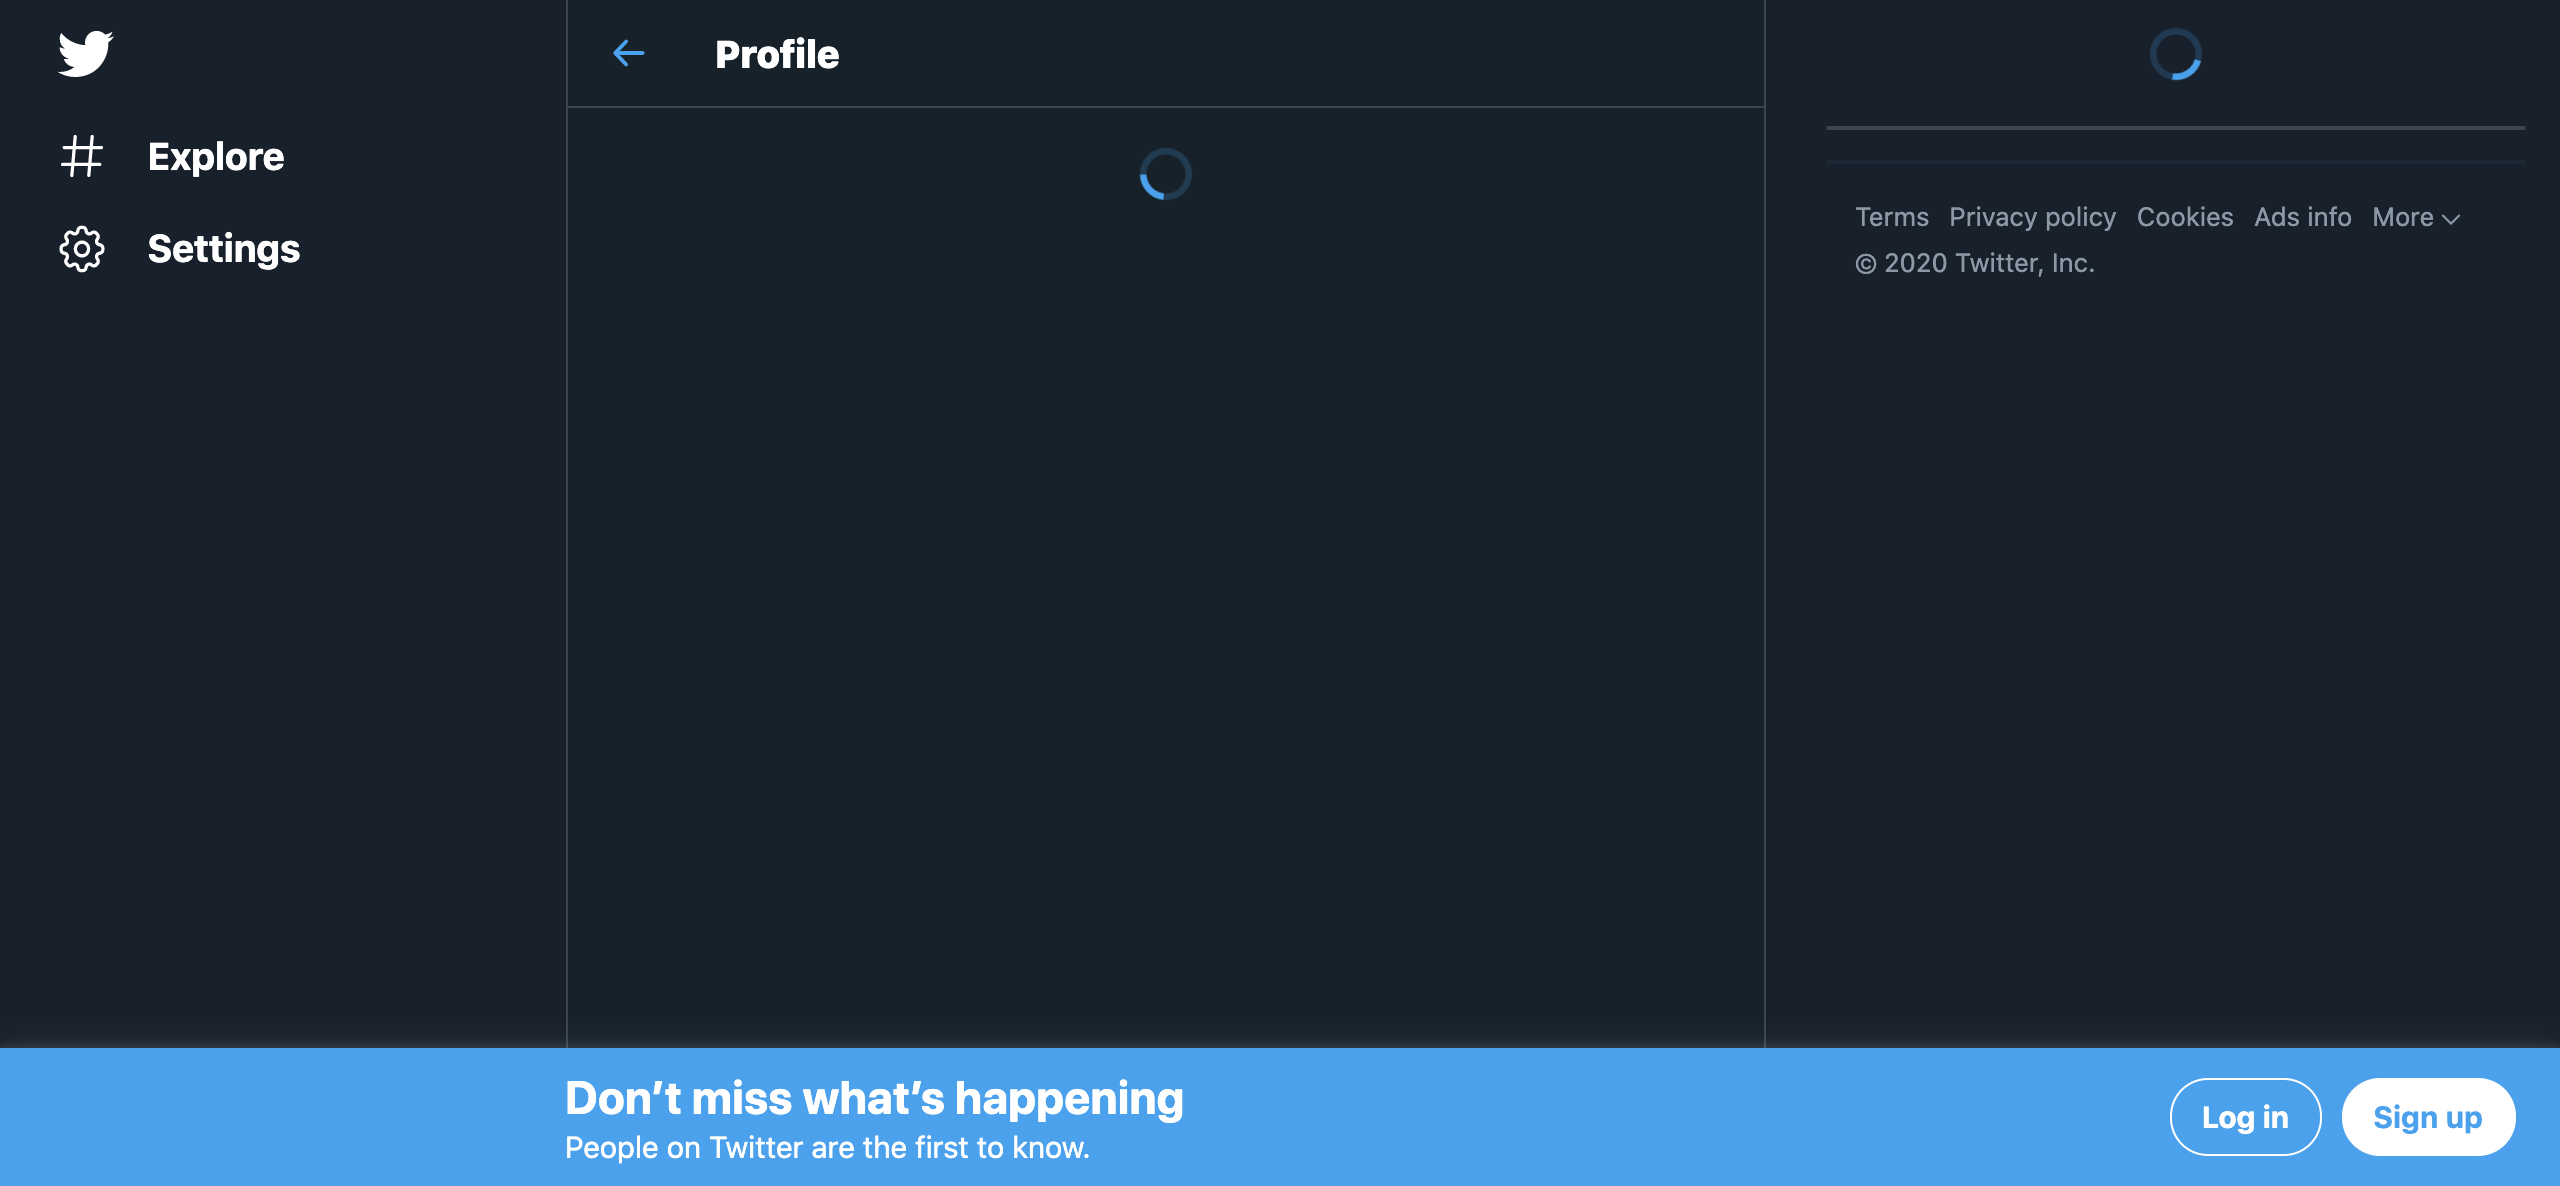 Explore
Settings
Profile
Terms Privacy policy Cookies Ads info More
© 2020 Twitter, Inc.
Don’t miss what’s happening
People on Twitter are the first to know.
Log in
Sign up